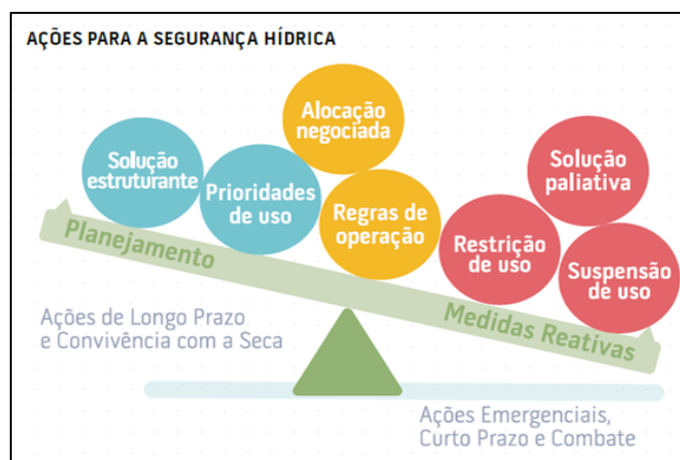 AÇÕES PARA A SEGURANÇA HÍDRICA
Alocação
negociada
Solução
estruturante
Prioridades
de uso
Regras de
operação
Solução
paliativa
Restrição
de uso
Suspensão
de uso
Planejamento
Medidas Reativas
Ações de Longo Prazo
e Convivência com a Seca
Ações Emergenciais,
Curto Prazo e Combate